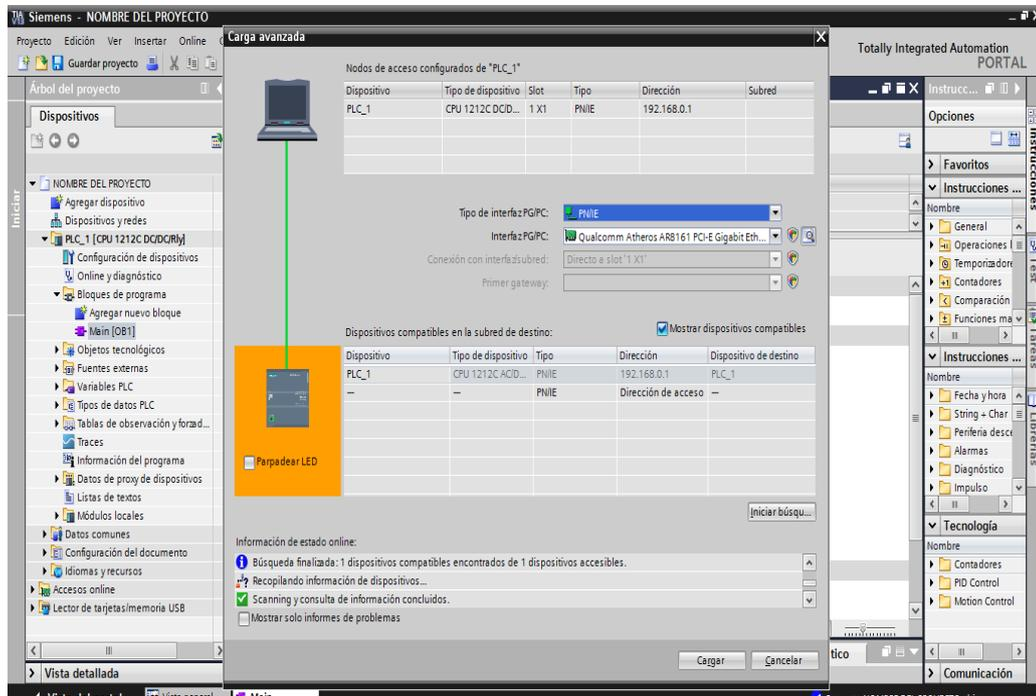 Siemens - NOMBRE DEL PROYECTO
Proyecto Edición Ver Insertar Online
Guardar proyecto
Totally Integrated Automation
PORTAL
Iniciar
Árbol del proyecto
Dispositivos
NOMBRE DEL PROYECTO
Agregar dispositivo
Dispositivos y redes
PLC_1 [CPU 1212C DC/DC/Rly]
Configuración de dispositivos
Online y diagnóstico
Bloques de programa
Agregar nuevo bloque
Main [OB1]
Objetos tecnológicos
Fuentes externas
Variables PLC
Tipos de datos PLC
Tablas de observación y forzad...
Traces
Información del programa
Datos de proxy de dispositivos
Listas de textos
Módulos locales
Datos comunes
Configuración del documento
Idiomas y recursos
Accesos online
Lector de tarjetas/memoria USB
Vista detallada
Carga avanzada X
Nodos de acceso configurados de "PLC_1"
Dispositivo Tipo de dispositivo Slot Tipo Dirección Subred
PLC_1 CPU 1212C DC/D... 1 X1 PN/IE 192.168.0.1
Tipo de interfaz PG/PC: PN/IE
Interfaz PG/PC: Qualcomm Atheros AR8161 PCI-E Gigabit Eth...
Conexión con interfaz/subred: Directo a slot '1 X1'
Primer gateway:
Dispositivos compatibles en la subred de destino: Mostrar dispositivos compatibles
Dispositivo Tipo de dispositivo Tipo Dirección Dispositivo de destino
PLC_1 CPU 1212C AC/D... PN/IE 192.168.0.1 PLC_1
— — PN/IE Dirección de acceso —
Parpadear LED
Iniciar búsqu...
Información de estado online:
Búsqueda finalizada: 1 dispositivos compatibles encontrados de 1 dispositivos accesibles.
Recopilando información de dispositivos...
Scanning y consulta de información concluidos.
Mostrar solo informes de problemas
Cargar Cancelar
tico
Instrucc...
Opciones
Favoritos
Instrucciones ...
Nombre
General
Operaciones l
Temporizadore
Contadores
Comparación
Funciones ma
Instrucciones ...
Nombre
Fecha y hora
String + Char
Periferia desce
Alarmas
Diagnóstico
Impulso
Tecnología
Nombre
Contadores
PID Control
Motion Control
Comunicación
Instrucciones
Test
Tareas
Librerías
Vista general
Main